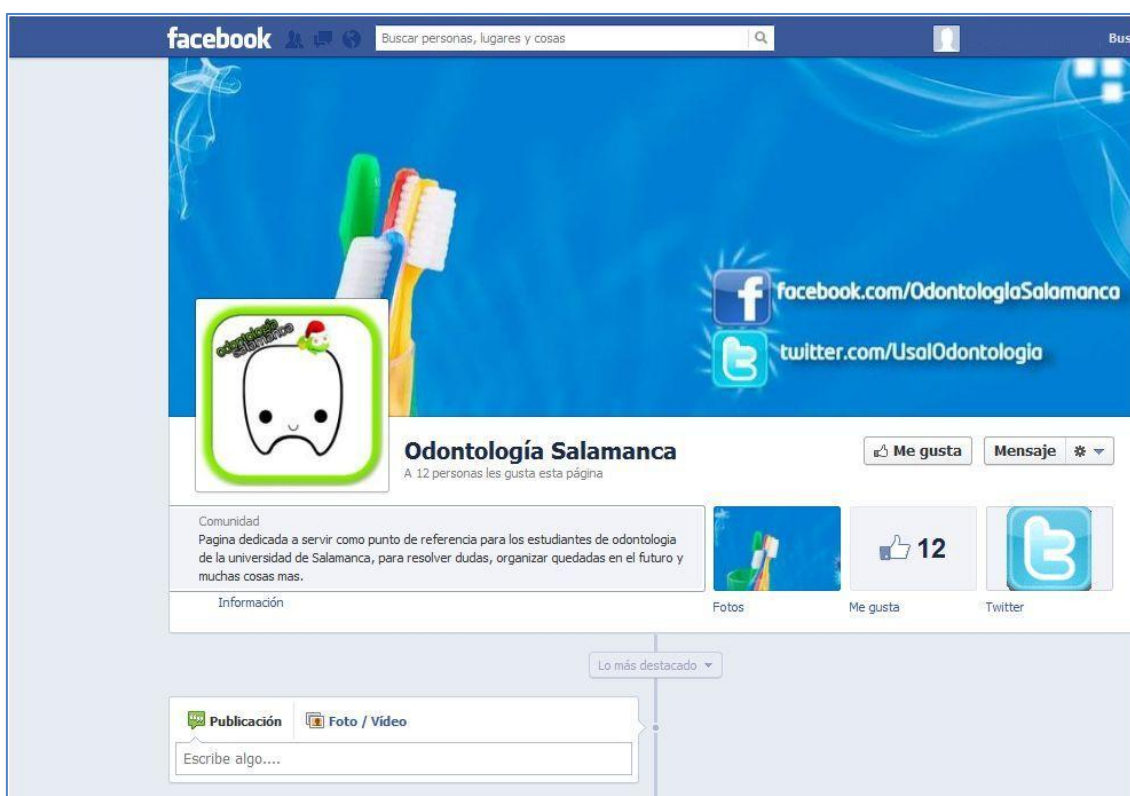 facebook
Buscar personas, lugares y cosas
Bus
facebook.com/OdontologiaSalamanca
twitter.com/UsalOdontologia
odontología
salamanca
Odontología Salamanca
A 12 personas les gusta esta página
Me gusta
Mensaje
Comunidad
Pagina dedicada a servir como punto de referencia para los estudiantes de odontologia
de la universidad de Salamanca, para resolver dudas, organizar quedadas en el futuro y
muchas cosas mas.
Información
12
Fotos
Me gusta
Twitter
Lo más destacado
Publicación
Foto / Vídeo
Escribe algo....